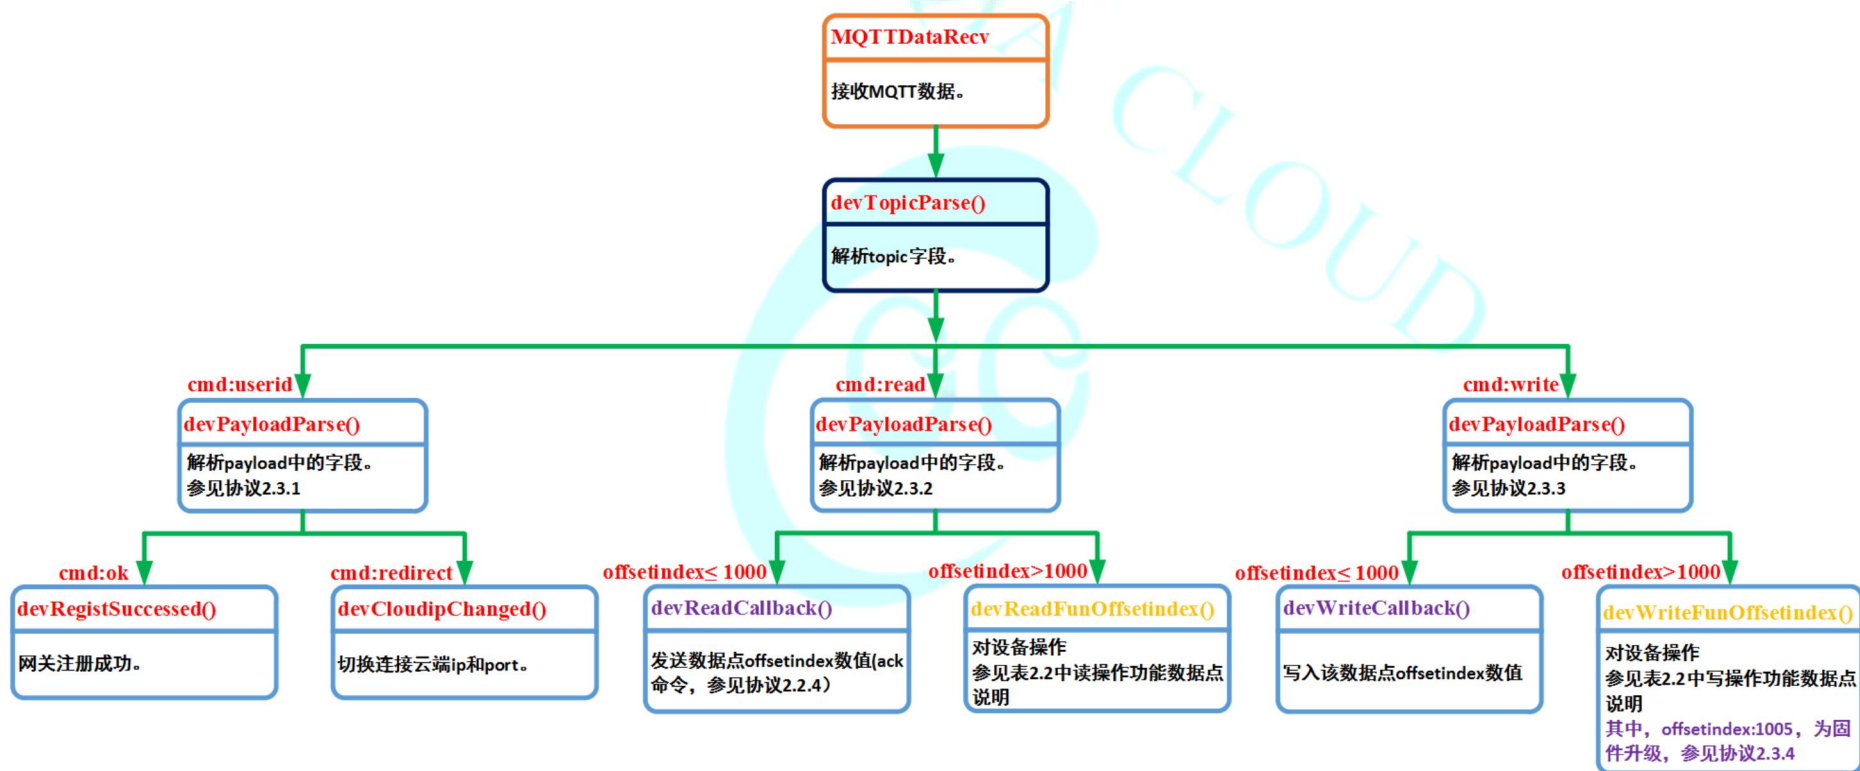 MQTTDataRecv
接收MQTT数据。
devTopicParse()
解析topic字段。
cmd:userid
devPayloadParse()
解析payload中的字段。
参见协议2.3.1
cmd:read
devPayloadParse()
解析payload中的字段。
参见协议2.3.2
cmd:write
devPayloadParse()
解析payload中的字段。
参见协议2.3.3
cmd:ok
devRegistSuccessed()
网关注册成功。
cmd:redirect
devCloudipChanged()
切换连接云端ip和port。
offsetindex≤ 1000
devReadCallback()
发送数据点offsetindex数值(ack
命令，参见协议2.2.4）
offsetindex>1000
devReadFunOffsetindex()
对设备操作
参见表2.2中读操作功能数据点
说明
offsetindex≤ 1000
devWriteCallback()
写入该数据点offsetindex数值
offsetindex>1000
devWriteFunOffsetindex()
对设备操作
参见表2.2中写操作功能数据点
说明
其中，offsetindex:1005，为固
件升级，参见协议2.3.4
CLOUD